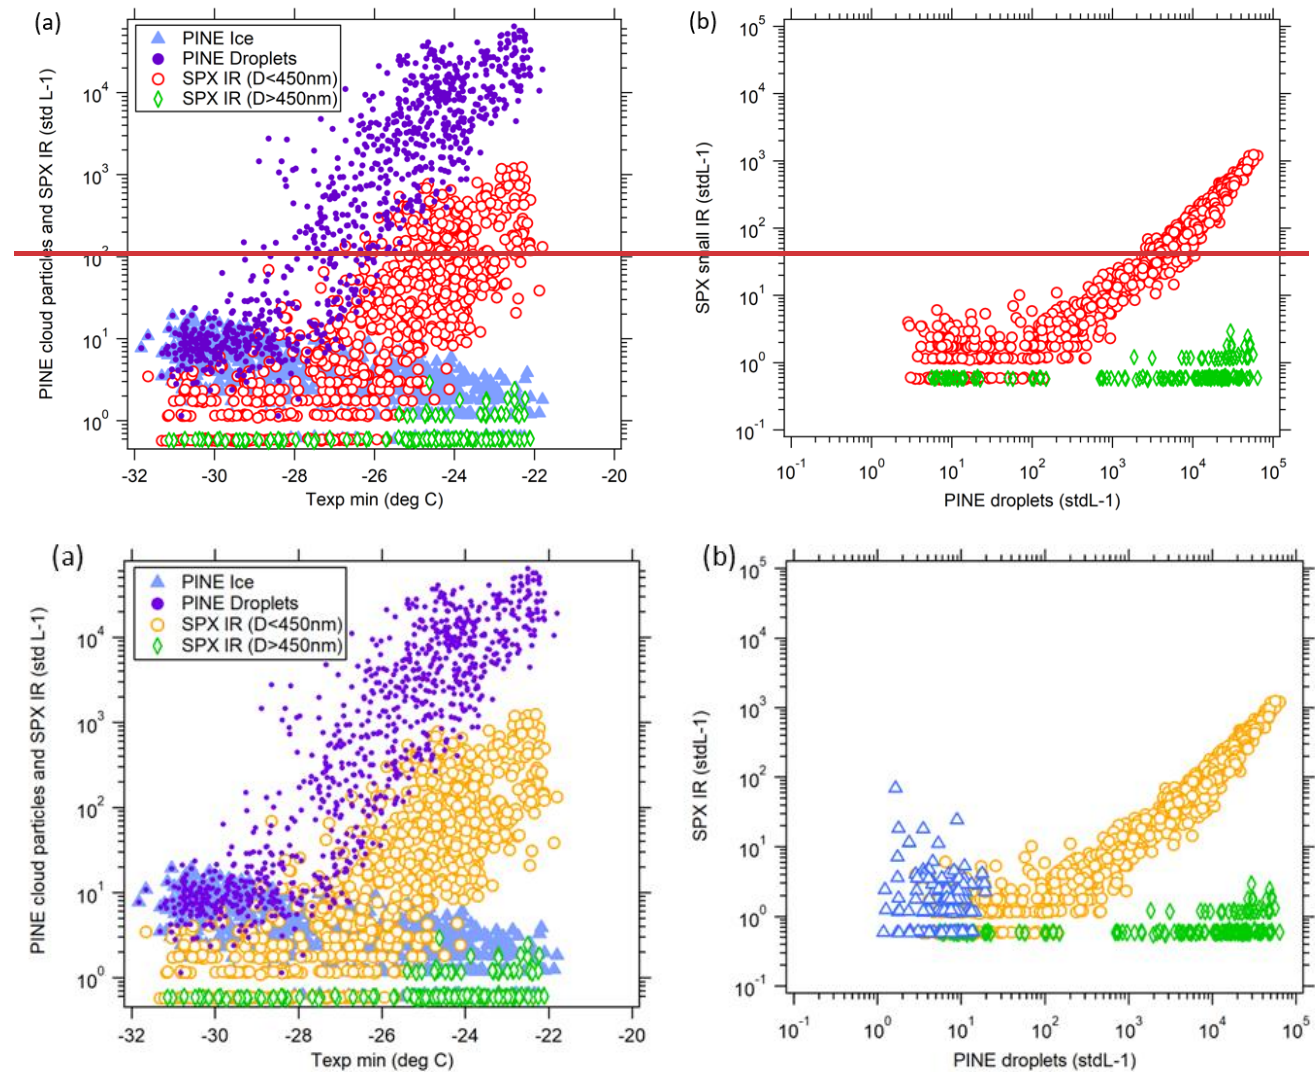 (a)
PINE Ice
PINE Droplets
SPX IR (D<450nm)
SPX IR (D>450nm)
PINE cloud particles and SPX IR (std L-1)
10^4
10^3
10^2
10^1
10^0
-32 -30 -28 -26 -24 -22 -20
Texp min (deg C)
(b)
SPX small IR (stdL-1)
10^5
10^4
10^3
10^2
10^1
10^0
10^-1
10^-1 10^0 10^1 10^2 10^3 10^4 10^5
PINE droplets (stdL-1)
(a)
PINE Ice
PINE Droplets
SPX IR (D<450nm)
SPX IR (D>450nm)
PINE cloud particles and SPX IR (std L-1)
10^4
10^3
10^2
10^1
10^0
-32 -30 -28 -26 -24 -22 -20
Texp min (deg C)
(b)
SPX IR (stdL-1)
10^5
10^4
10^3
10^2
10^1
10^0
10^-1
10^-1 10^0 10^1 10^2 10^3 10^4 10^5
PINE droplets (stdL-1)